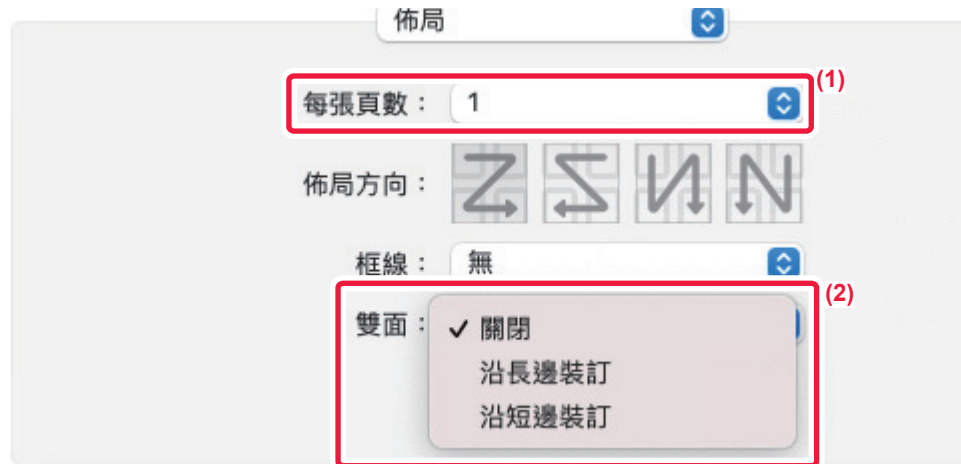 佈局
每張頁數： 1 (1)
佈局方向：
框線： 無
(2)
雙面： ✓ 關閉
沿長邊裝訂
沿短邊裝訂